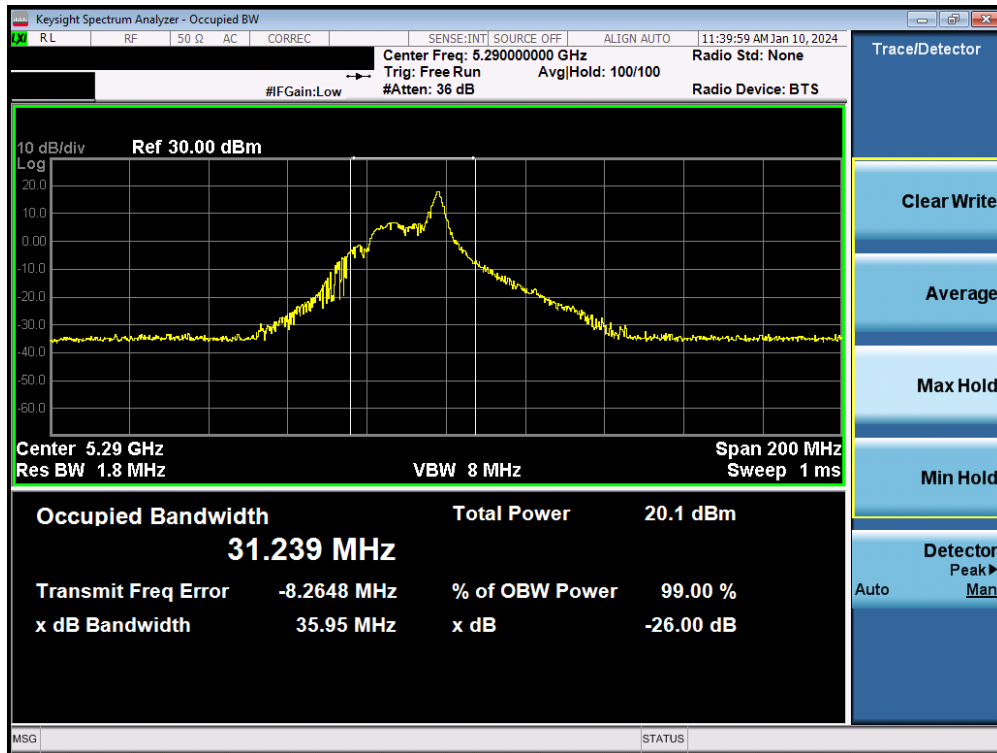 Keysight Spectrum Analyzer - Occupied BW
LXI RL RF 50 Ω AC CORREC SENSE:INT SOURCE OFF ALIGN AUTO 11:39:59 AM Jan 10, 2024
Center Freq: 5.290000000 GHz Radio Std: None
Trig: Free Run Avg|Hold: 100/100
#IFGain:Low #Atten: 36 dB Radio Device: BTS
Trace/Detector
10 dB/div Ref 30.00 dBm
Log
20.0
10.0
0.00
-10.0
-20.0
-30.0
-40.0
-50.0
-60.0
Center 5.29 GHz Span 200 MHz
Res BW 1.8 MHz VBW 8 MHz Sweep 1 ms
Occupied Bandwidth Total Power 20.1 dBm
31.239 MHz
Transmit Freq Error -8.2648 MHz % of OBW Power 99.00 %
x dB Bandwidth 35.95 MHz x dB -26.00 dB
Clear Write
Average
Max Hold
Min Hold
Detector
Peak▶
Auto Man
MSG STATUS